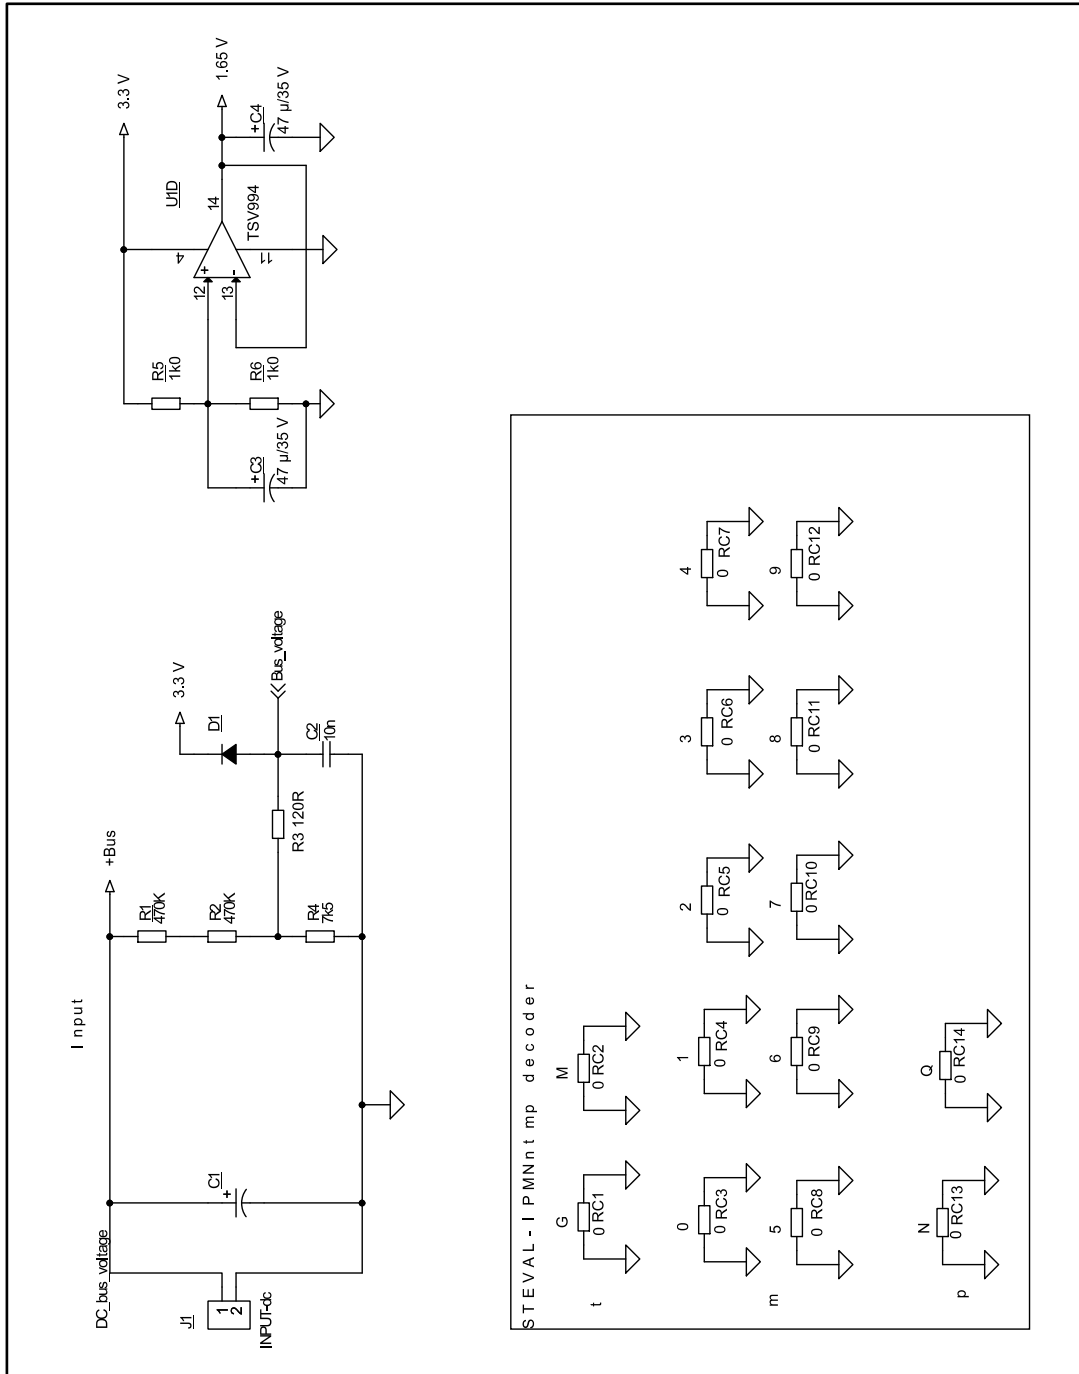 Input
DC_bus_voltage
+Bus
J1
1
2
INPUT-dc
C1
+
R1
470K
R2
470K
R4
7k5
R3 120R
D1
3.3 V
C2
10n
Bus_voltage
3.3 V
R5
1k0
R6
1k0
+C3
47 µ/35 V
U1D
TSV994
4
11
12
+
13
-
14
1.65 V
+C4
47 µ/35 V
STEVAL-IPMNntmp decoder
t
G
0 RC1
M
0 RC2
m
0
0 RC3
1
0 RC4
2
0 RC5
3
0 RC6
4
0 RC7
5
0 RC8
6
0 RC9
7
0 RC10
8
0 RC11
9
0 RC12
p
N
0 RC13
Q
0 RC14